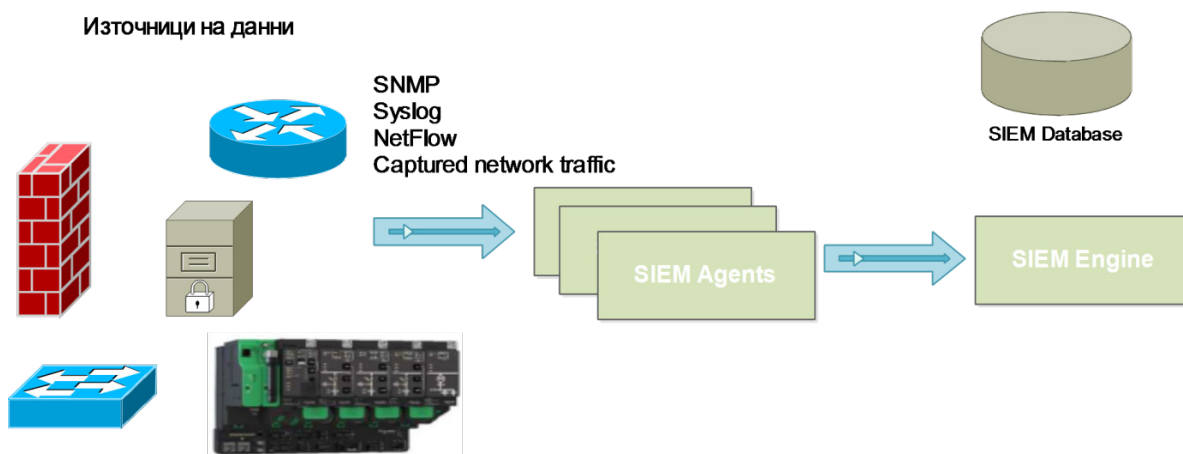 Източници на данни
SNMP
Syslog
NetFlow
Captured network traffic
SIEM Database
SIEM Agents
SIEM Engine